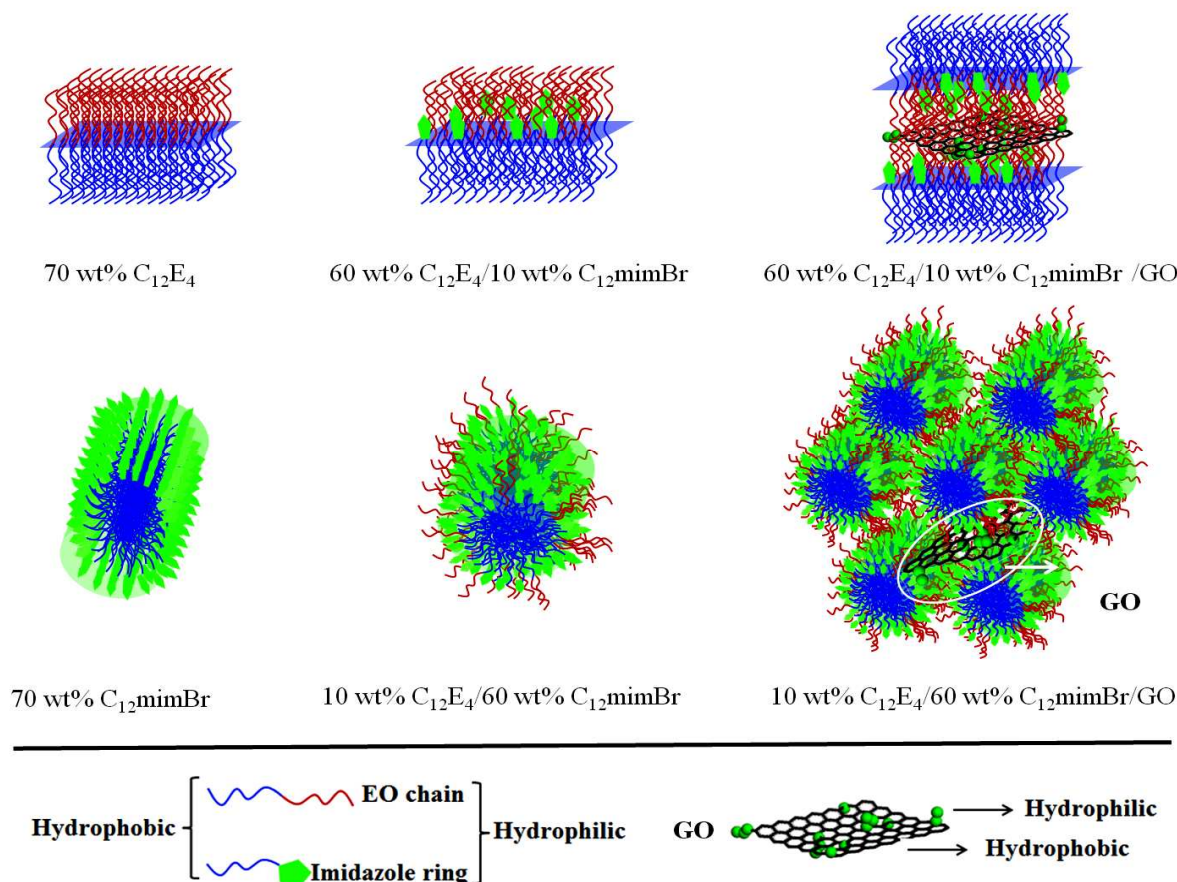 70 wt% C₁₂E₄
60 wt% C₁₂E₄/10 wt% C₁₂mimBr
60 wt% C₁₂E₄/10 wt% C₁₂mimBr /GO
GO
70 wt% C₁₂mimBr
10 wt% C₁₂E₄/60 wt% C₁₂mimBr
10 wt% C₁₂E₄/60 wt% C₁₂mimBr/GO
Hydrophobic
EO chain
Imidazole ring
Hydrophilic
GO
Hydrophilic
Hydrophobic